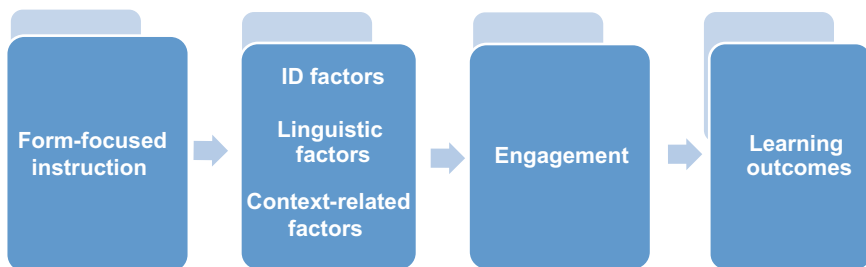 Form-focused
instruction
ID factors
Linguistic
factors
Context-related
factors
Engagement
Learning
outcomes